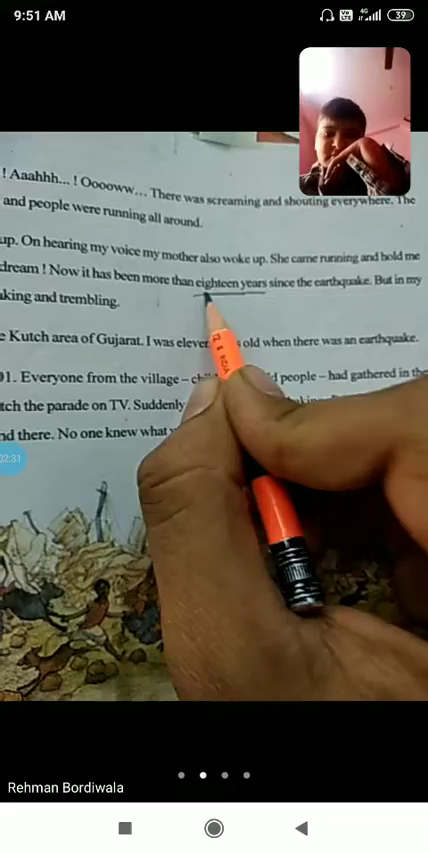 9:51 AM
4G
39
! Aaahhh... ! Ooooww... There was screaming and shouting everywhere. The
and people were running all around.
up. On hearing my voice my mother also woke up. She came running and hold me
dream ! Now it has been more than eighteen years since the earthquake. But in my
aking and trembling.
e Kutch area of Gujarat. I was eleve s old when there was an earthquake.
01. Everyone from the village – d people – had gathered in the
tch the parade on TV. Suddenly
nd there. No one knew what
02:31
Rehman Bordiwala